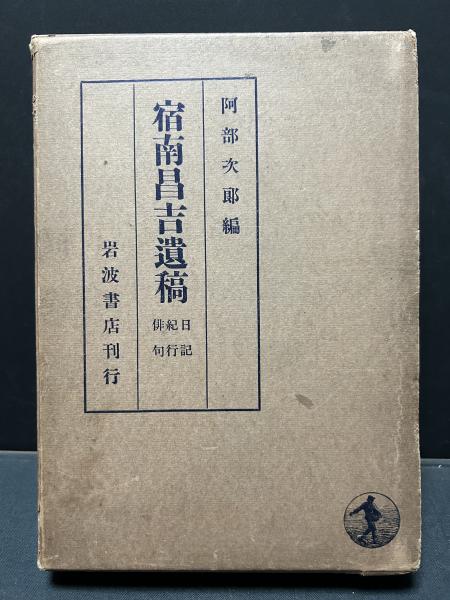 阿部次郎編
宿南昌吉遺稿
日記
紀行
俳句
岩波書店刊行